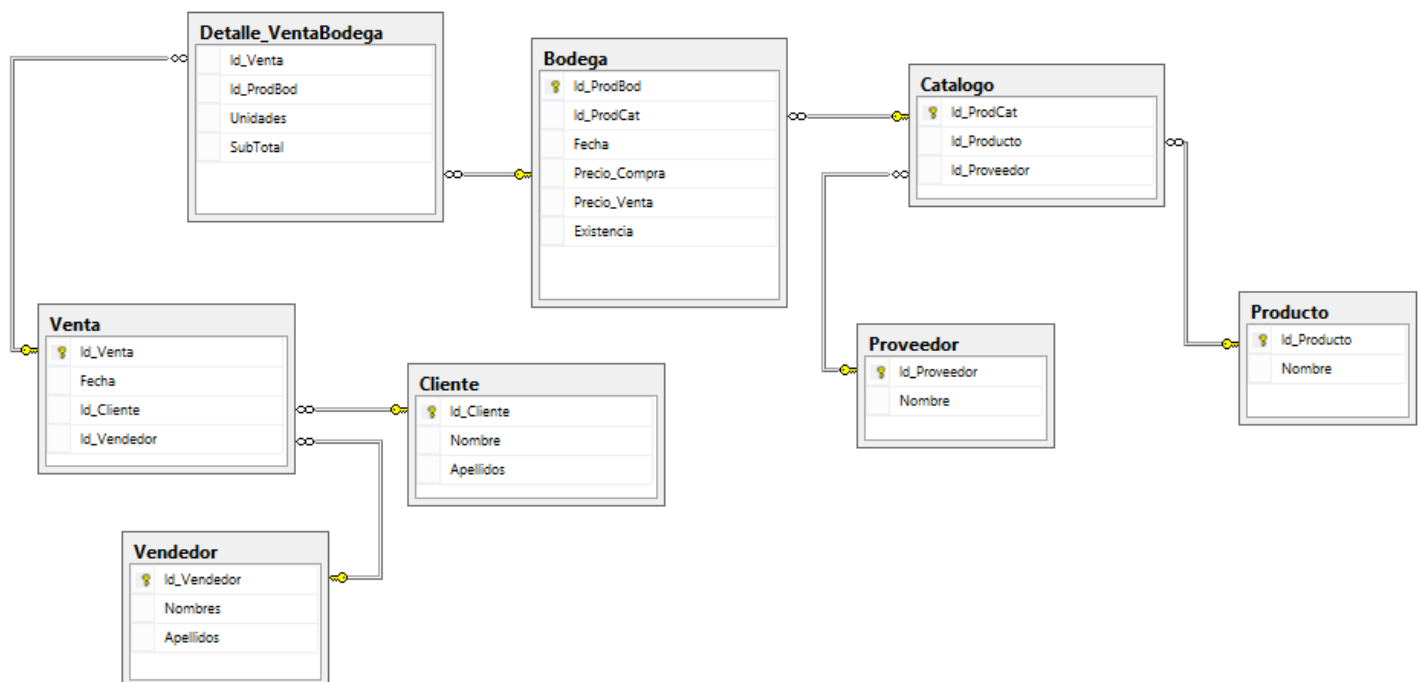 Detalle_VentaBodega
Id_Venta
Id_ProdBod
Unidades
SubTotal
Bodega
Id_ProdBod
Id_ProdCat
Fecha
Precio_Compra
Precio_Venta
Existencia
Catalogo
Id_ProdCat
Id_Producto
Id_Proveedor
Venta
Id_Venta
Fecha
Id_Cliente
Id_Vendedor
Cliente
Id_Cliente
Nombre
Apellidos
Proveedor
Id_Proveedor
Nombre
Producto
Id_Producto
Nombre
Vendedor
Id_Vendedor
Nombres
Apellidos